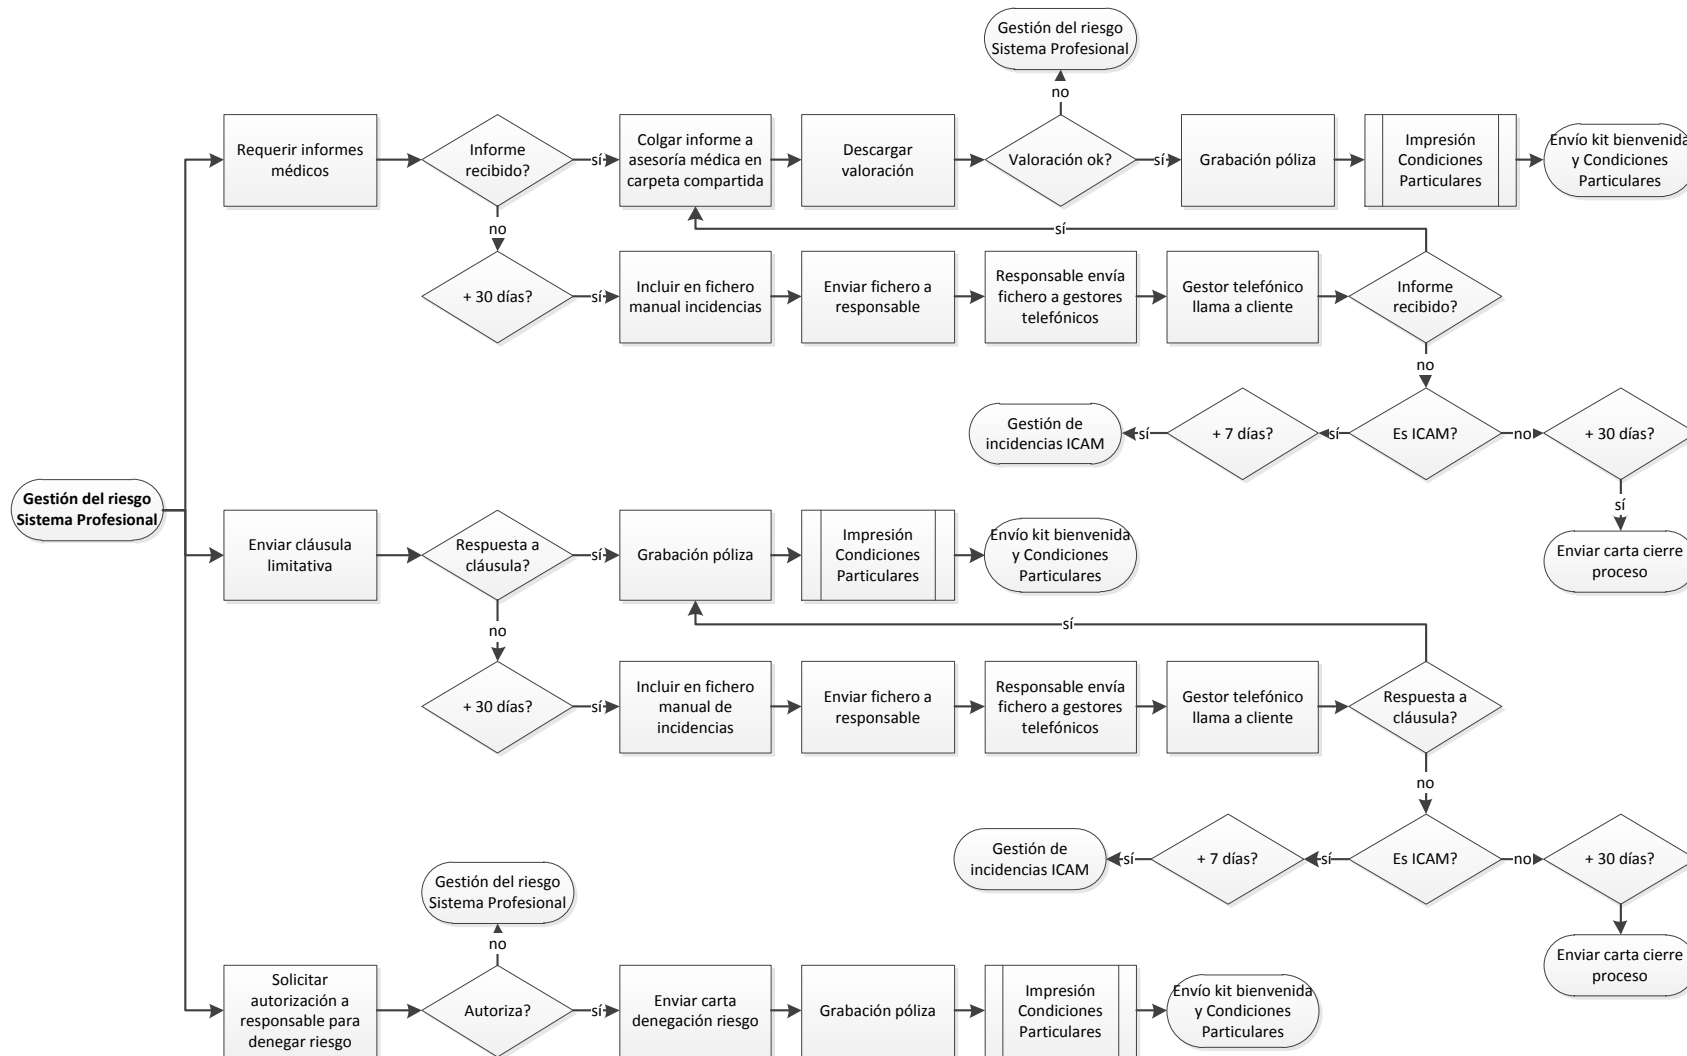 Gestión del riesgo
Sistema Profesional
no
Requerir informes
médicos
Informe
recibido?
sí
Colgar informe a
asesoría médica en
carpeta compartida
Descargar
valoración
Valoración ok?
sí
Grabación póliza
Impresión
Condiciones
Particulares
Envío kit bienvenida
y Condiciones
Particulares
no
sí
+ 30 días?
sí
Incluir en fichero
manual incidencias
Enviar fichero a
responsable
Responsable envía
fichero a gestores
telefónicos
Gestor telefónico
llama a cliente
Informe
recibido?
no
Gestión de
incidencias ICAM
sí
+ 7 días?
sí
Es ICAM?
no
+ 30 días?
sí
Enviar carta cierre
proceso
Gestión del riesgo
Sistema Profesional
Enviar cláusula
limitativa
Respuesta a
cláusula?
sí
Grabación póliza
Impresión
Condiciones
Particulares
Envío kit bienvenida
y Condiciones
Particulares
no
sí
+ 30 días?
sí
Incluir en fichero
manual de
incidencias
Enviar fichero a
responsable
Responsable envía
fichero a gestores
telefónicos
Gestor telefónico
llama a cliente
Respuesta a
cláusula?
no
Gestión de
incidencias ICAM
sí
+ 7 días?
sí
Es ICAM?
no
+ 30 días?
Enviar carta cierre
proceso
Gestión del riesgo
Sistema Profesional
no
Solicitar
autorización a
responsable para
denegar riesgo
Autoriza?
sí
Enviar carta
denegación riesgo
Grabación póliza
Impresión
Condiciones
Particulares
Envío kit bienvenida
y Condiciones
Particulares